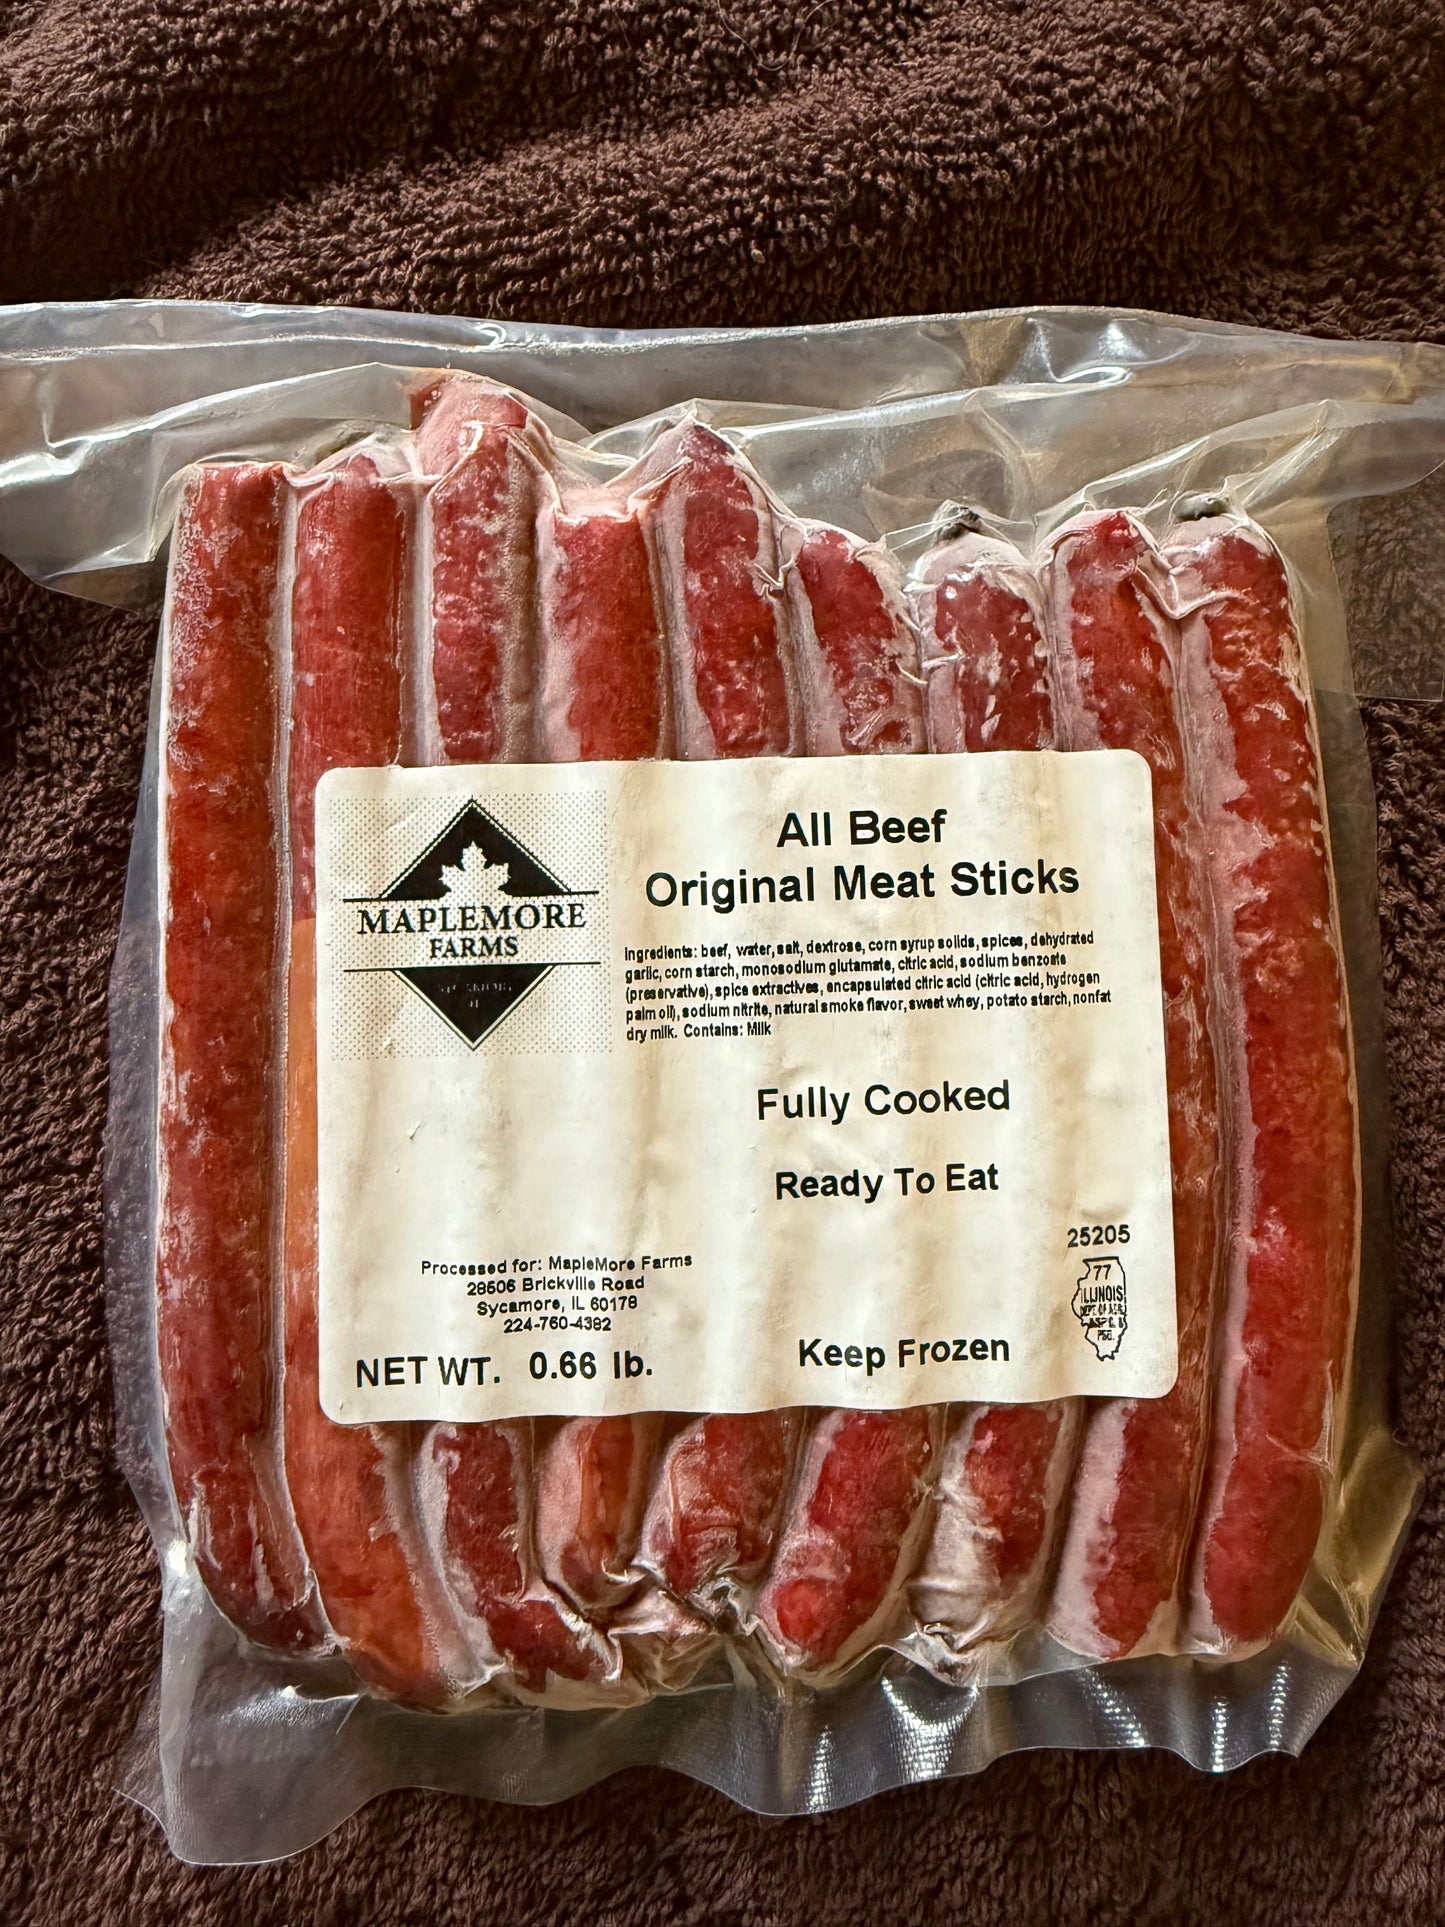 MAPLEMORE
FARMS
All Beef
Original Meat Sticks
Ingredients: beef, water, salt, dextrose, corn syrup solids, spices, dehydrated
garlic, corn starch, monosodium glutamate, citric acid, sodium benzoate
(preservative), spice extractives, encapsulated citric acid (citric acid, hydrogen
palm oil), sodium nitrite, natural smoke flavor, sweet whey, potato starch, nonfat
dry milk. Contains: Milk
Fully Cooked
Ready To Eat
25205
77
ILLINOIS
Processed for: MapleMore Farms
28506 Brickville Road
Sycamore, IL 60178
224-760-4382
NET WT. 0.66 lb.
Keep Frozen